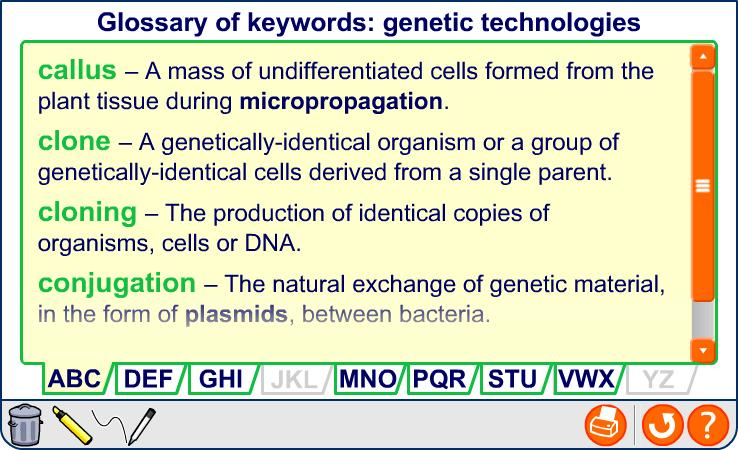 Glossary of keywords: genetic technologies
callus – A mass of undifferentiated cells formed from the
plant tissue during micropropagation.
clone – A genetically-identical organism or a group of
genetically-identical cells derived from a single parent.
cloning – The production of identical copies of
organisms, cells or DNA.
conjugation – The natural exchange of genetic material,
in the form of plasmids, between bacteria.
ABC DEF GHI JKL MNO PQR STU VWX YZ
?